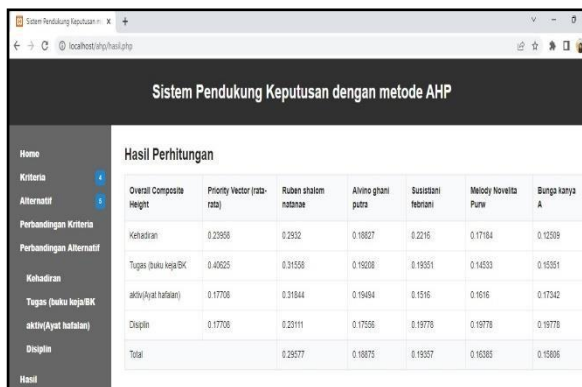 Sistem Pendukung Keputusan m X +
localhost/ahp/hasil.php
Sistem Pendukung Keputusan dengan metode AHP
Home
Kriteria 4
Alternatif 5
Perbandingan Kriteria
Perbandingan Alternatif
Kehadiran
Tugas (buku keja/BK
aktiv(Ayat hafalan)
Disiplin
Hasil
Hasil Perhitungan
Overall Composite Height Priority Vector (rata-rata) Ruben shalom natanae Alvino ghani putra Susistiani febriani Melody Novelita Purw Bunga kanya A
Kehadiran 0.23958 0.2932 0.18827 0.2216 0.17184 0.12509
Tugas (buku keja/BK 0.40625 0.31558 0.19208 0.19351 0.14533 0.15351
aktiv(Ayat hafalan) 0.17708 0.31844 0.19494 0.1516 0.1616 0.17342
Disiplin 0.17708 0.23111 0.17556 0.19778 0.19778 0.19778
Total 0.29577 0.18875 0.19357 0.16385 0.15806